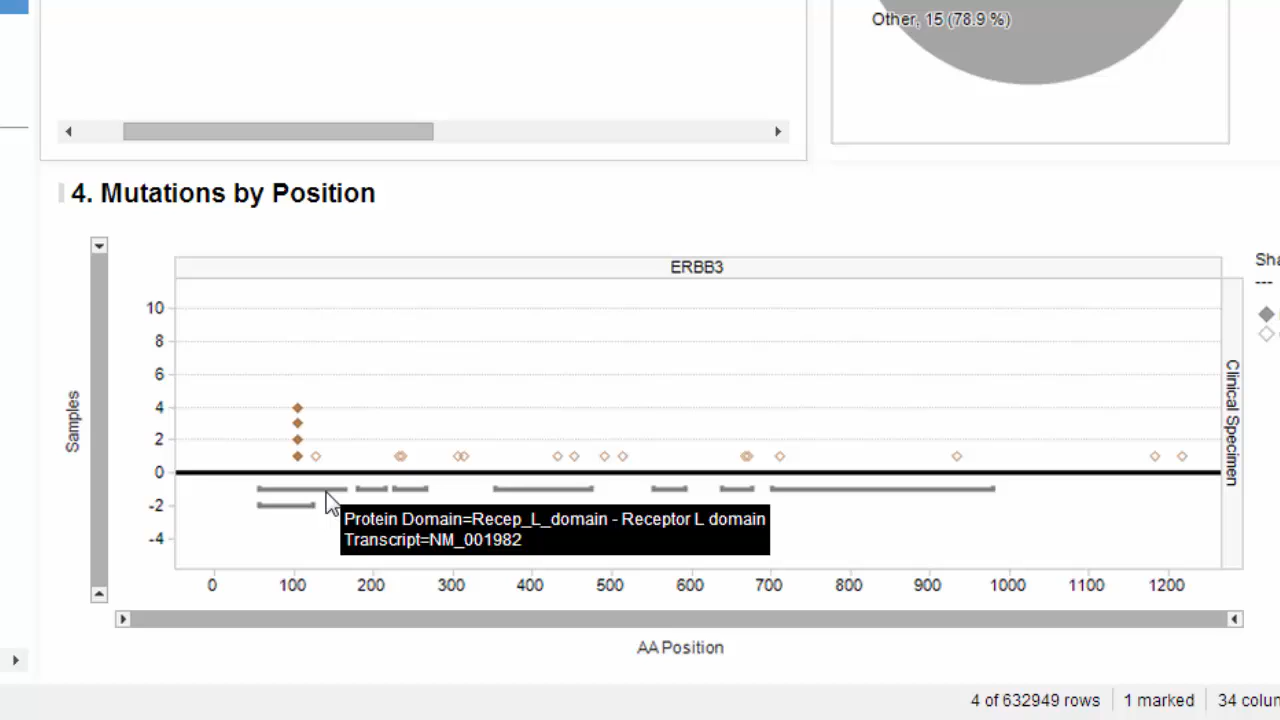 Other, 15 (78.9 %)
4. Mutations by Position
ERBB3
10
8
6
4
2
0
-2
-4
Samples
Clinical Specimen
Protein Domain=Recep_L_domain - Receptor L domain
Transcript=NM_001982
0 100 200 300 400 500 600 700 800 900 1000 1100 1200
AA Position
---
4 of 632949 rows 1 marked 34